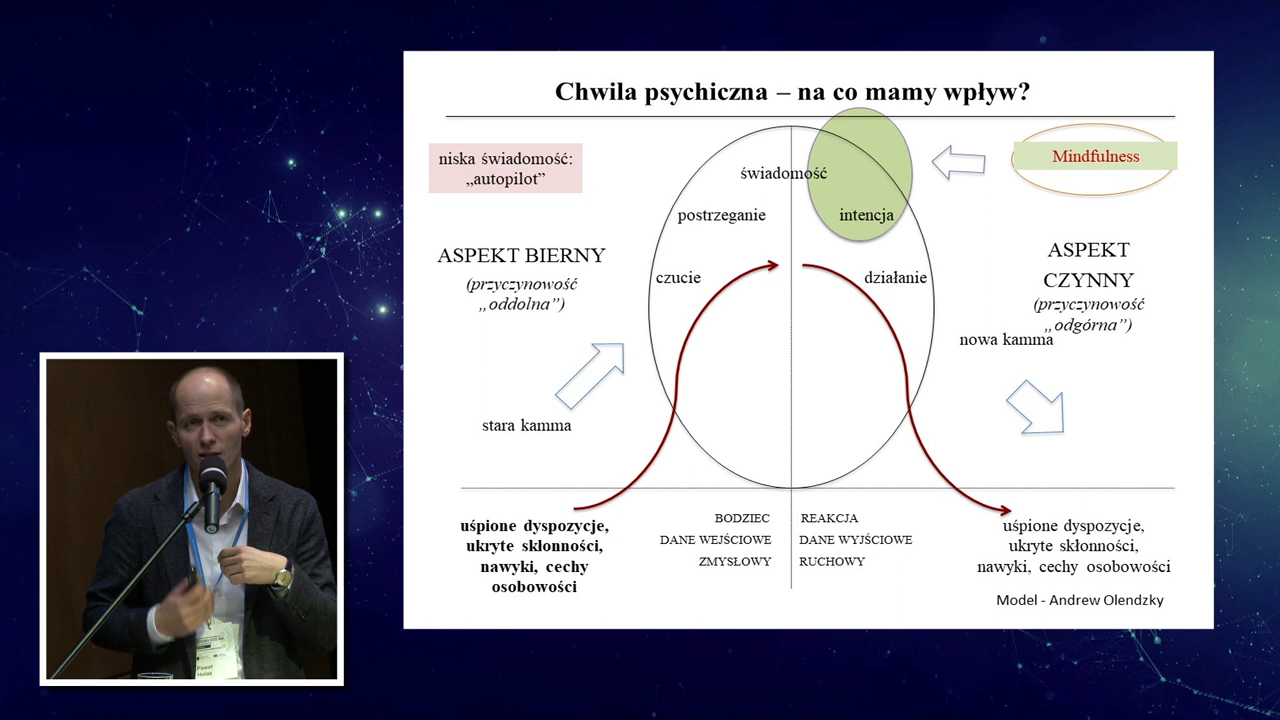 Chwila psychiczna – na co mamy wpływ?
niska świadomość:
„autopilot”
Mindfulness
świadomość
postrzeganie
intencja
ASPEKT BIERNY
(przyczynowość
„oddolna”)
ASPEKT
CZYNNY
(przyczynowość
„odgórna”)
czucie
działanie
nowa kamma
stara kamma
uśpione dyspozycje,
ukryte skłonności,
nawyki, cechy
osobowości
BODZIEC
DANE WEJŚCIOWE
ZMYSŁOWY
REAKCJA
DANE WYJŚCIOWE
RUCHOWY
uśpione dyspozycje,
ukryte skłonności,
nawyki, cechy osobowości
Model - Andrew Olendzky
Paweł
Holas